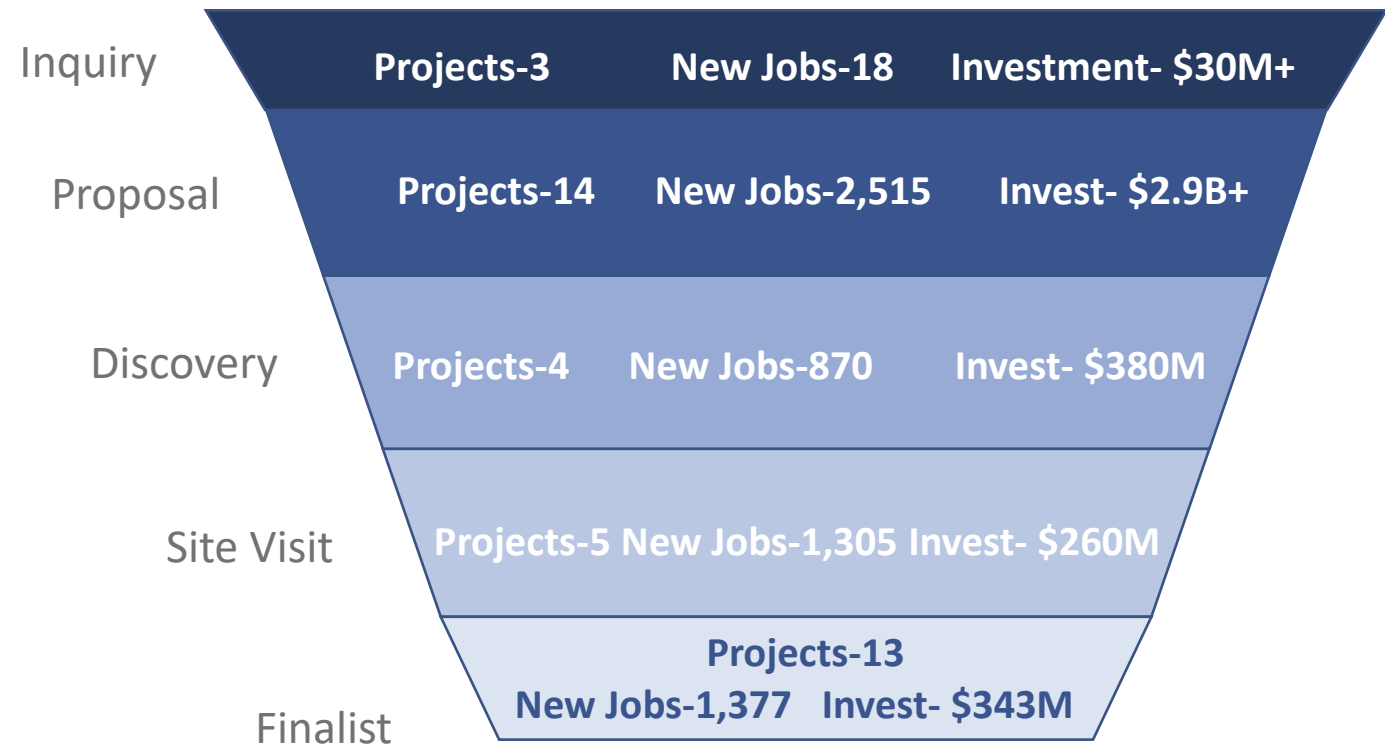 Inquiry Projects-3 New Jobs-18 Investment- $30M+
Proposal Projects-14 New Jobs-2,515 Invest- $2.9B+
Discovery Projects-4 New Jobs-870 Invest- $380M
Site Visit Projects-5 New Jobs-1,305 Invest- $260M
Projects-13
New Jobs-1,377 Invest- $343M
Finalist